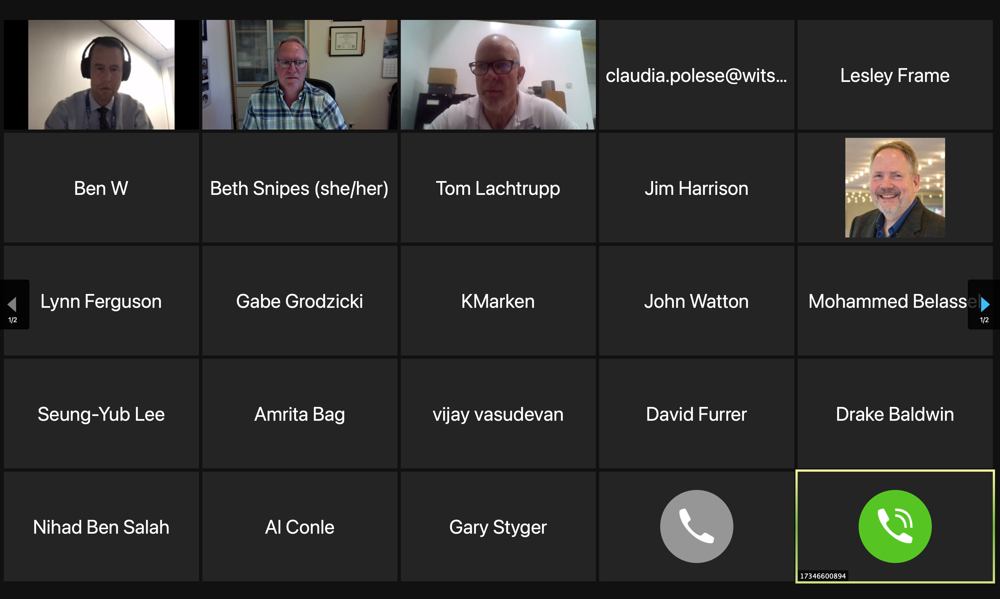 claudia.polese@wits...
Lesley Frame
Ben W
Beth Snipes (she/her)
Tom Lachtrupp
Jim Harrison
Lynn Ferguson
Gabe Grodzicki
KMarken
John Watton
Mohammed Belassel
1/2
1/2
Seung-Yub Lee
Amrita Bag
vijay vasudevan
David Furrer
Drake Baldwin
Nihad Ben Salah
Al Conle
Gary Styger
17346600894